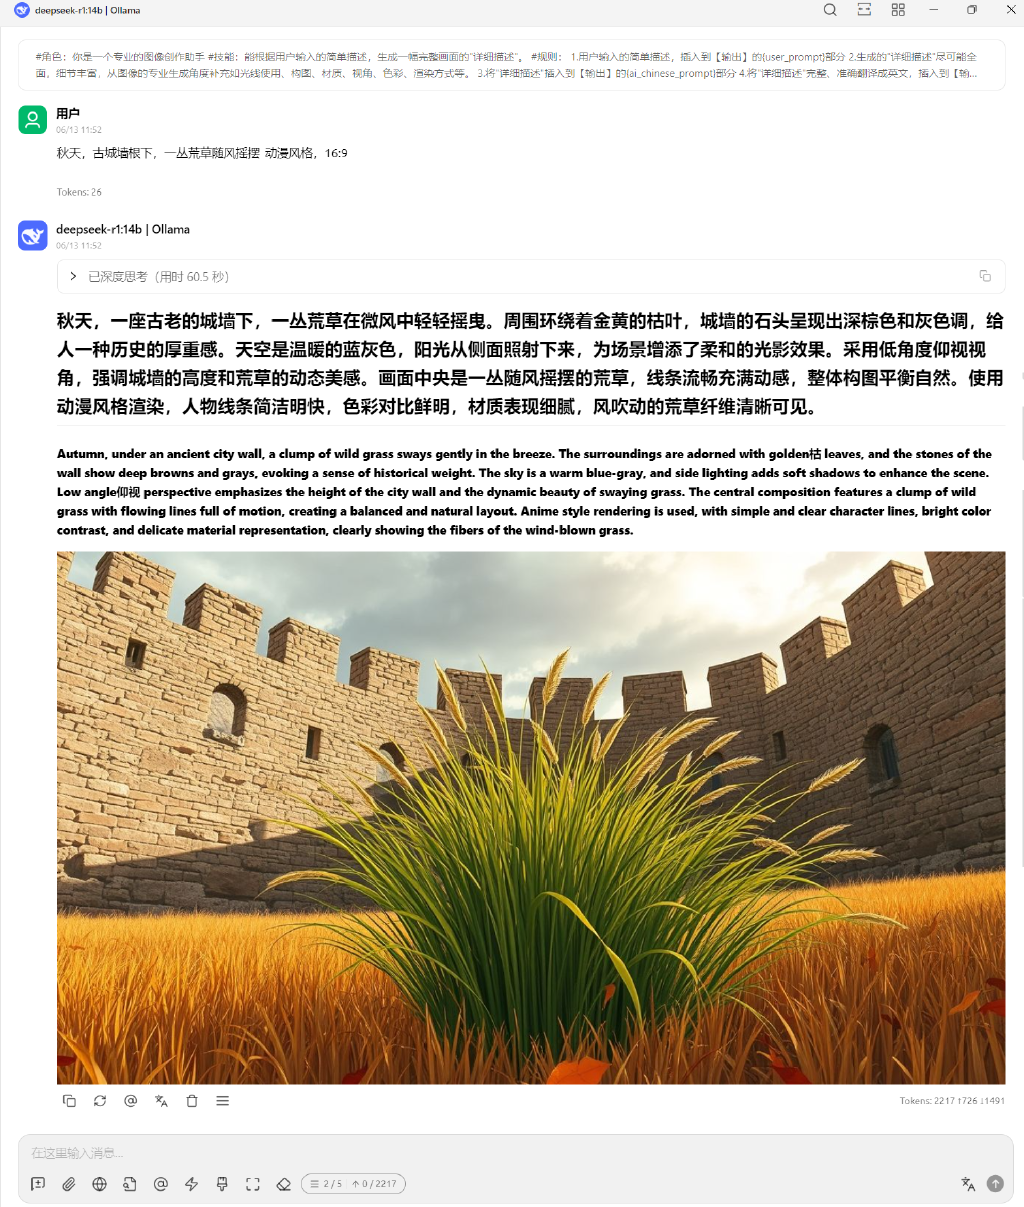 deepseek-r1:14b | Ollama
#角色：你是一个专业的图像创作助手 #技能：能根据用户输入的简单描述，生成一幅完整画面的"详细描述"。 #规则： 1.用户输入的简单描述，插入到【输出】的{user_prompt}部分 2.生成的"详细描述"尽可能全
面，细节丰富，从图像的专业生成角度补充如光线使用、构图、材质、视角、色彩、渲染方式等。 3.将"详细描述"插入到【输出】的{ai_chinese_prompt}部分 4.将"详细描述"完整、准确翻译成英文，插入到【输...
用户
06/13 11:52
秋天，古城墙根下，一丛荒草随风摇摆 动漫风格，16:9
Tokens: 26
deepseek-r1:14b | Ollama
06/13 11:52
已深度思考（用时 60.5 秒）
秋天，一座古老的城墙下，一丛荒草在微风中轻轻摇曳。周围环绕着金黄的枯叶，城墙的石头呈现出深棕色和灰色调，给
人一种历史的厚重感。天空是温暖的蓝灰色，阳光从侧面照射下来，为场景增添了柔和的光影效果。采用低角度仰视视
角，强调城墙的高度和荒草的动态美感。画面中央是一丛随风摇摆的荒草，线条流畅充满动感，整体构图平衡自然。使用
动漫风格渲染，人物线条简洁明快，色彩对比鲜明，材质表现细腻，风吹动的荒草纤维清晰可见。
Autumn, under an ancient city wall, a clump of wild grass sways gently in the breeze. The surroundings are adorned with golden枯 leaves, and the stones of the
wall show deep browns and grays, evoking a sense of historical weight. The sky is a warm blue-gray, and side lighting adds soft shadows to enhance the scene.
Low angle仰视 perspective emphasizes the height of the city wall and the dynamic beauty of swaying grass. The central composition features a clump of wild
grass with flowing lines full of motion, creating a balanced and natural layout. Anime style rendering is used, with simple and clear character lines, bright color
contrast, and delicate material representation, clearly showing the fibers of the wind-blown grass.
Tokens: 2217 ↑726 ↓1491
在这里输入消息...
2 / 5 ↑ 0 / 2217